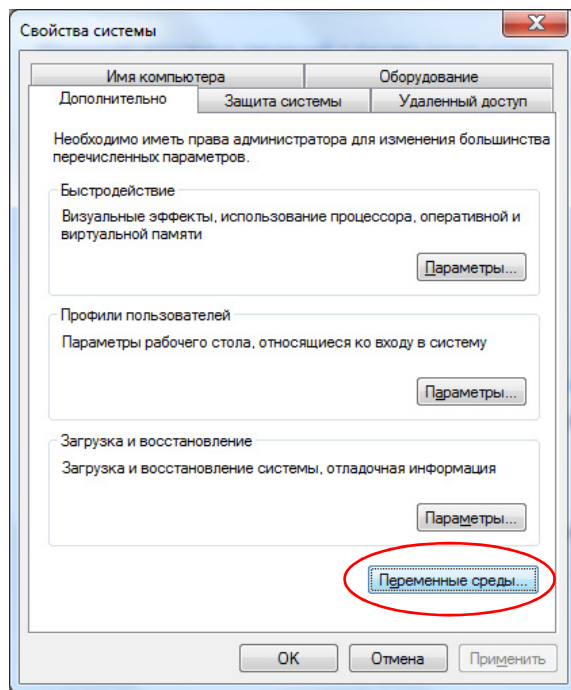 Свойства системы
Имя компьютера
Оборудование
Дополнительно
Защита системы
Удаленный доступ
Необходимо иметь права администратора для изменения большинства
перечисленных параметров.
Быстродействие
Визуальные эффекты, использование процессора, оперативной и
виртуальной памяти
Параметры...
Профили пользователей
Параметры рабочего стола, относящиеся ко входу в систему
Параметры...
Загрузка и восстановление
Загрузка и восстановление системы, отладочная информация
Параметры...
Переменные среды...
OK
Отмена
Применить